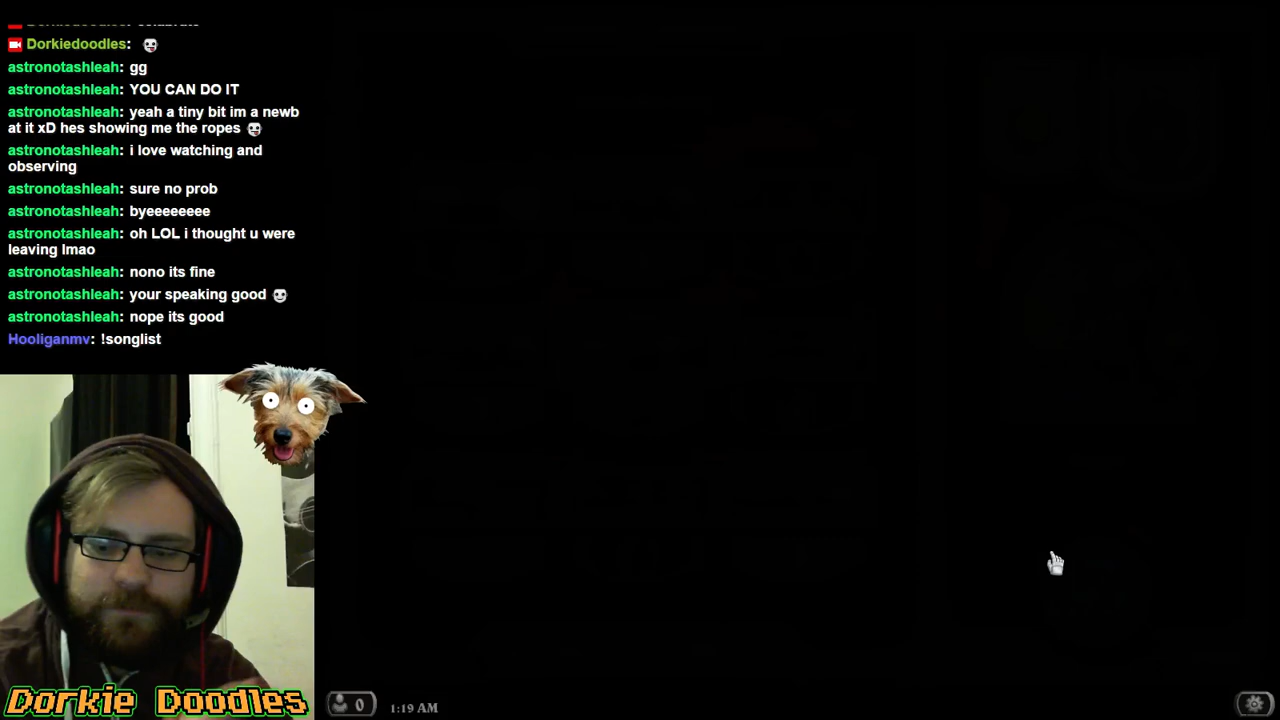 Dorkiedoodles:
astronotashleah: gg
astronotashleah: YOU CAN DO IT
astronotashleah: yeah a tiny bit im a newb
at it xD hes showing me the ropes
astronotashleah: i love watching and
observing
astronotashleah: sure no prob
astronotashleah: byeeeeeeee
astronotashleah: oh LOL i thought u were
leaving lmao
astronotashleah: nono its fine
astronotashleah: your speaking good
astronotashleah: nope its good
Hooliganmv: !songlist
Dorkie Doodles
0
1:19 AM